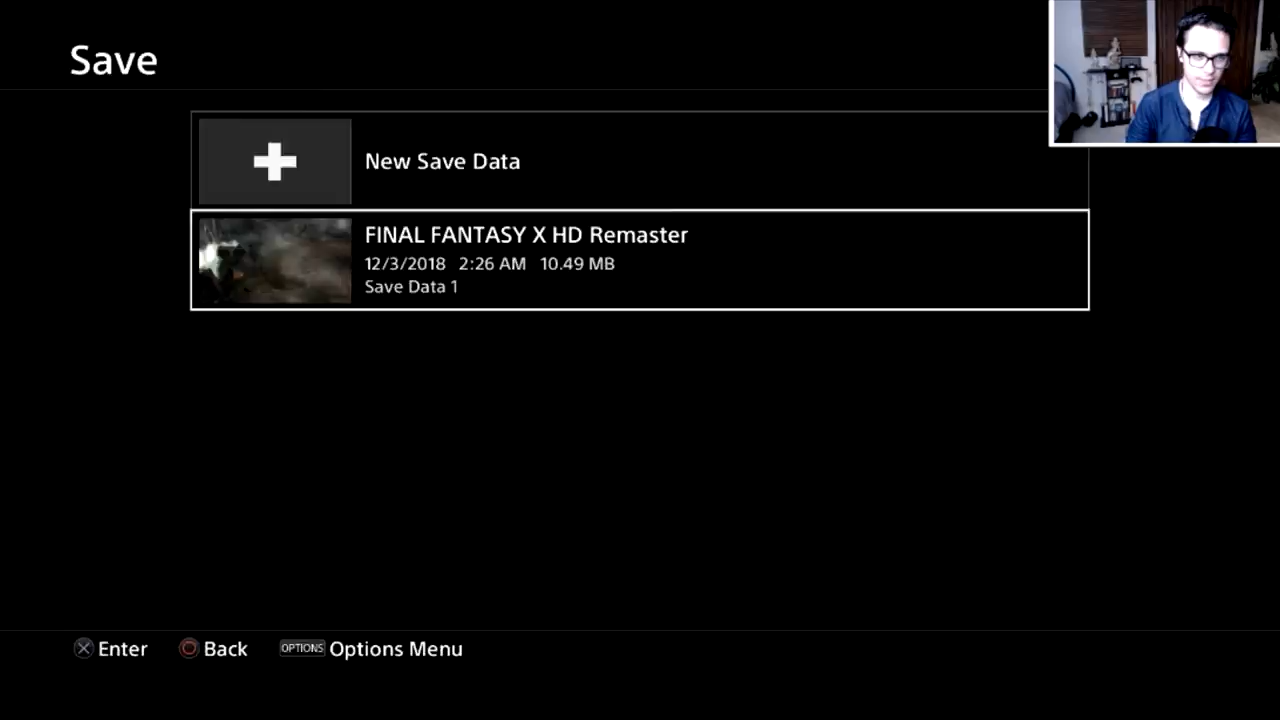 Save
New Save Data
FINAL FANTASY X HD Remaster
12/3/2018 2:26 AM 10.49 MB
Save Data 1
Enter Back OPTIONS Options Menu